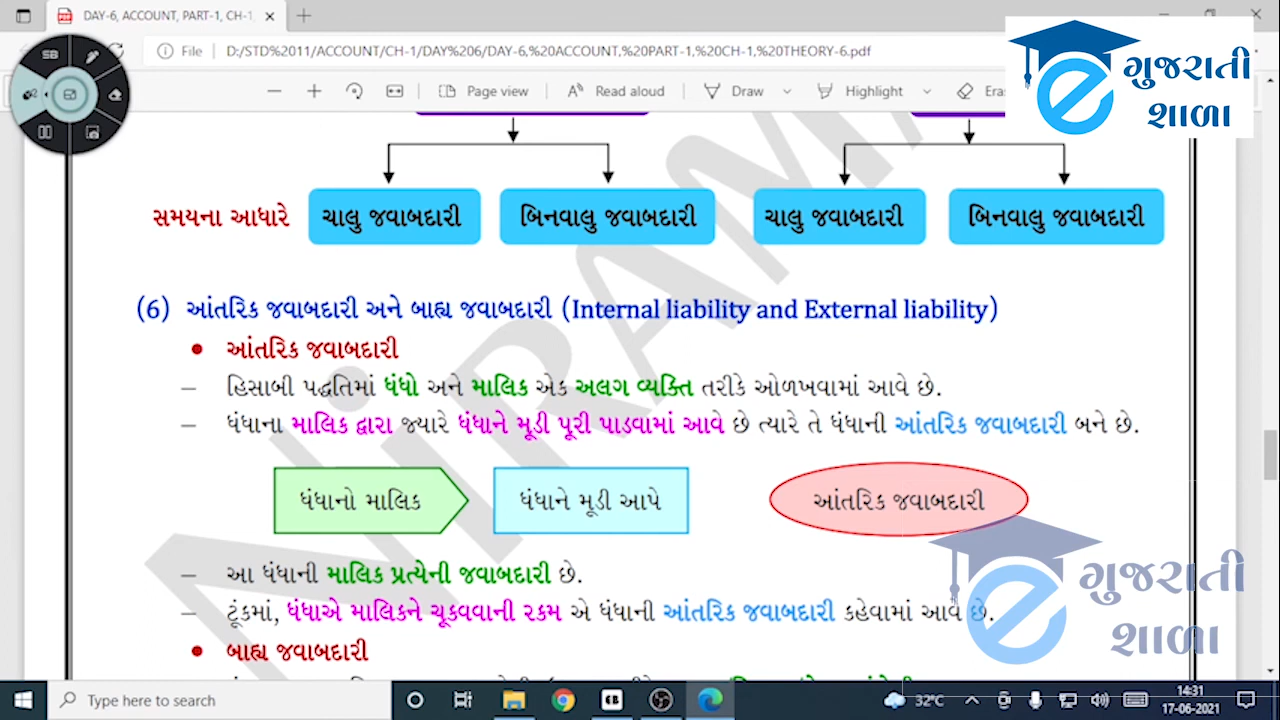 DAY-6, ACCOUNT, PART-1, CH-1,
File D:/STD%2011/ACCOUNT/CH-1/DAY%206/DAY-6,%20ACCOUNT,%20PART-1,%20CH-1,%20THEORY-6.pdf
Page view Read aloud Draw Highlight
ગુજરાતી
શાળા
સમયના આધારે ચાલુ જવાબદારી બિનચાલુ જવાબદારી ચાલુ જવાબદારી બિનચાલુ જવાબદારી
(6) આંતરિક જવાબદારી અને બાહ્ય જવાબદારી (Internal liability and External liability)
• આંતરિક જવાબદારી
– હિસાબી પદ્ધતિમાં ધંધો અને માલિક એક અલગ વ્યક્તિ તરીકે ઓળખવામાં આવે છે.
– ધંધાના માલિક દ્વારા જ્યારે ધંધાને મૂડી પૂરી પાડવામાં આવે છે ત્યારે તે ધંધાની આંતરિક જવાબદારી બને છે.
ધંધાનો માલિક ધંધાને મૂડી આપે આંતરિક જવાબદારી
– આ ધંધાની માલિક પ્રત્યેની જવાબદારી છે.
– ટૂંકમાં, ધંધાએ માલિકને ચૂકવવાની રકમ એ ધંધાની આંતરિક જવાબદારી કહેવામાં આવે છે.
• બાહ્ય જવાબદારી
ગુજરાતી
શાળા
Type here to search
32°C
14:31
17-06-2021